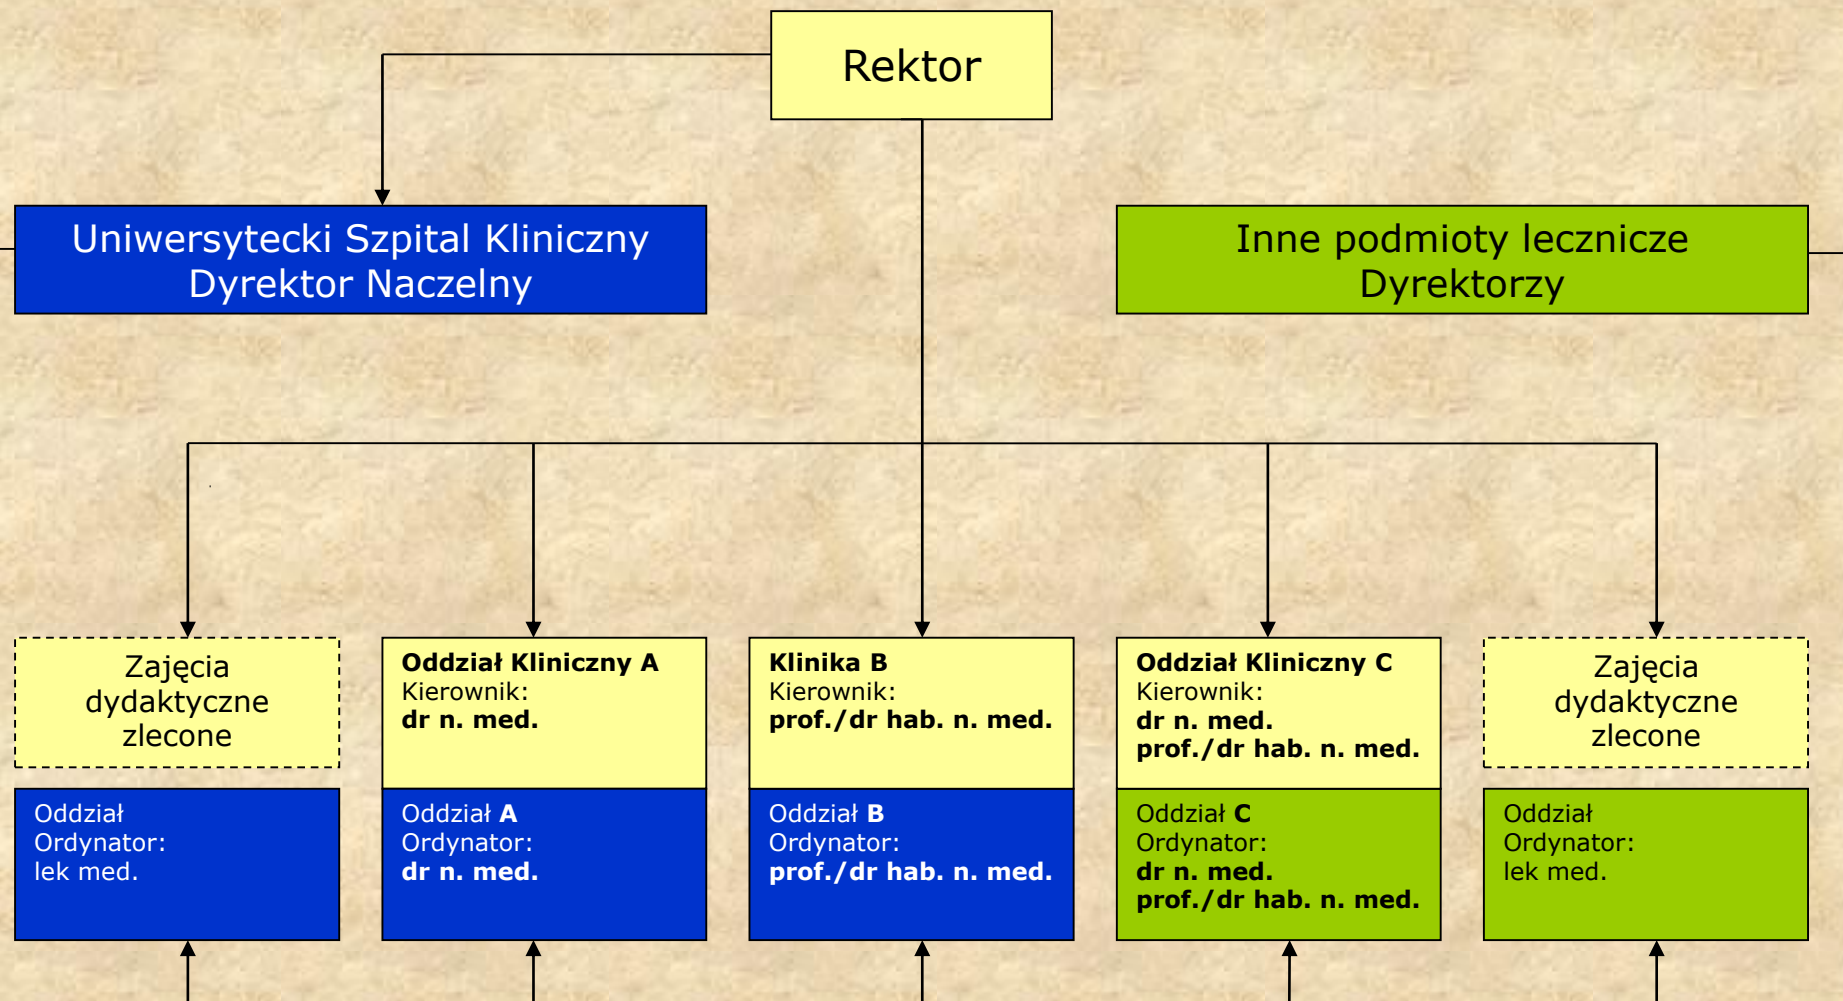 Rektor
Uniwersytecki Szpital Kliniczny
Dyrektor Naczelny
Inne podmioty lecznicze
Dyrektorzy
Zajęcia
dydaktyczne
zlecone
Oddział Kliniczny A
Kierownik:
dr n. med.
Klinika B
Kierownik:
prof./dr hab. n. med.
Oddział Kliniczny C
Kierownik:
dr n. med.
prof./dr hab. n. med.
Zajęcia
dydaktyczne
zlecone
Oddział
Ordynator:
lek med.
Oddział A
Ordynator:
dr n. med.
Oddział B
Ordynator:
prof./dr hab. n. med.
Oddział C
Ordynator:
dr n. med.
prof./dr hab. n. med.
Oddział
Ordynator:
lek med.